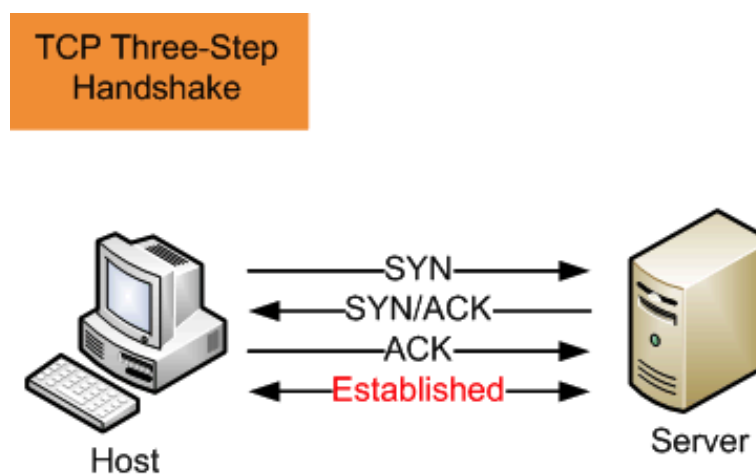 TCP Three-Step
Handshake
SYN
SYN/ACK
ACK
Established
Host
Server